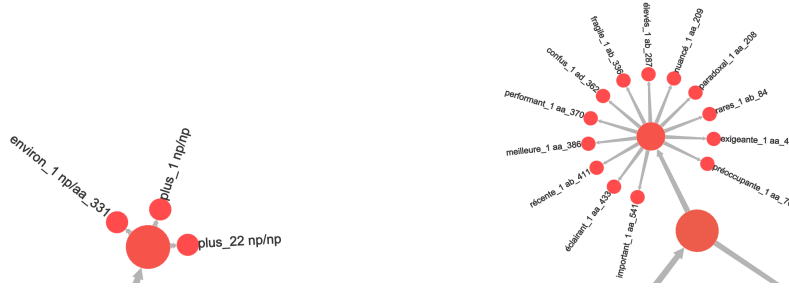 environ_1 np/aa_331
plus_1 np/np
plus_22 np/np
élevés_1 ab_287
nuancé_1 aa_209
paradoxal_1 aa_208
rares_1 ab_84
exigeante_1 aa_4
préoccupante_1 aa_76
important_1 aa_541
éclairant_1 aa_433
récente_1 ab_411
meilleure_1 aa_386
performant_1 aa_370
confus_1 ad_362
fragile_1 ab_336